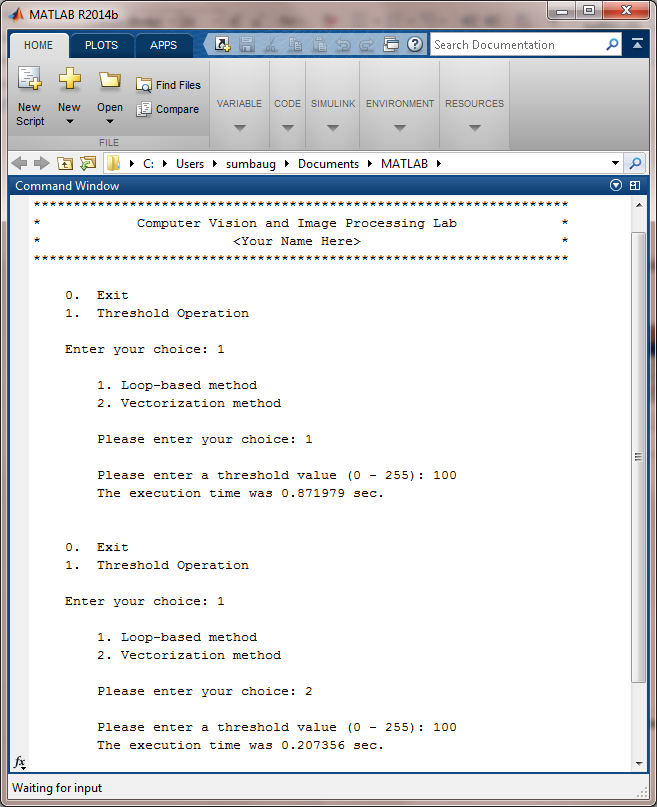 MATLAB R2014b
HOME PLOTS APPS Search Documentation
New Script New Open Find Files Compare VARIABLE CODE SIMULINK ENVIRONMENT RESOURCES
FILE
C: Users sumbaug Documents MATLAB
Command Window
*******************************************************************
* Computer Vision and Image Processing Lab *
* <Your Name Here> *
*******************************************************************
0. Exit
1. Threshold Operation
Enter your choice: 1
1. Loop-based method
2. Vectorization method
Please enter your choice: 1
Please enter a threshold value (0 - 255): 100
The execution time was 0.871979 sec.
0. Exit
1. Threshold Operation
Enter your choice: 1
1. Loop-based method
2. Vectorization method
Please enter your choice: 2
Please enter a threshold value (0 - 255): 100
The execution time was 0.207356 sec.
fx
Waiting for input